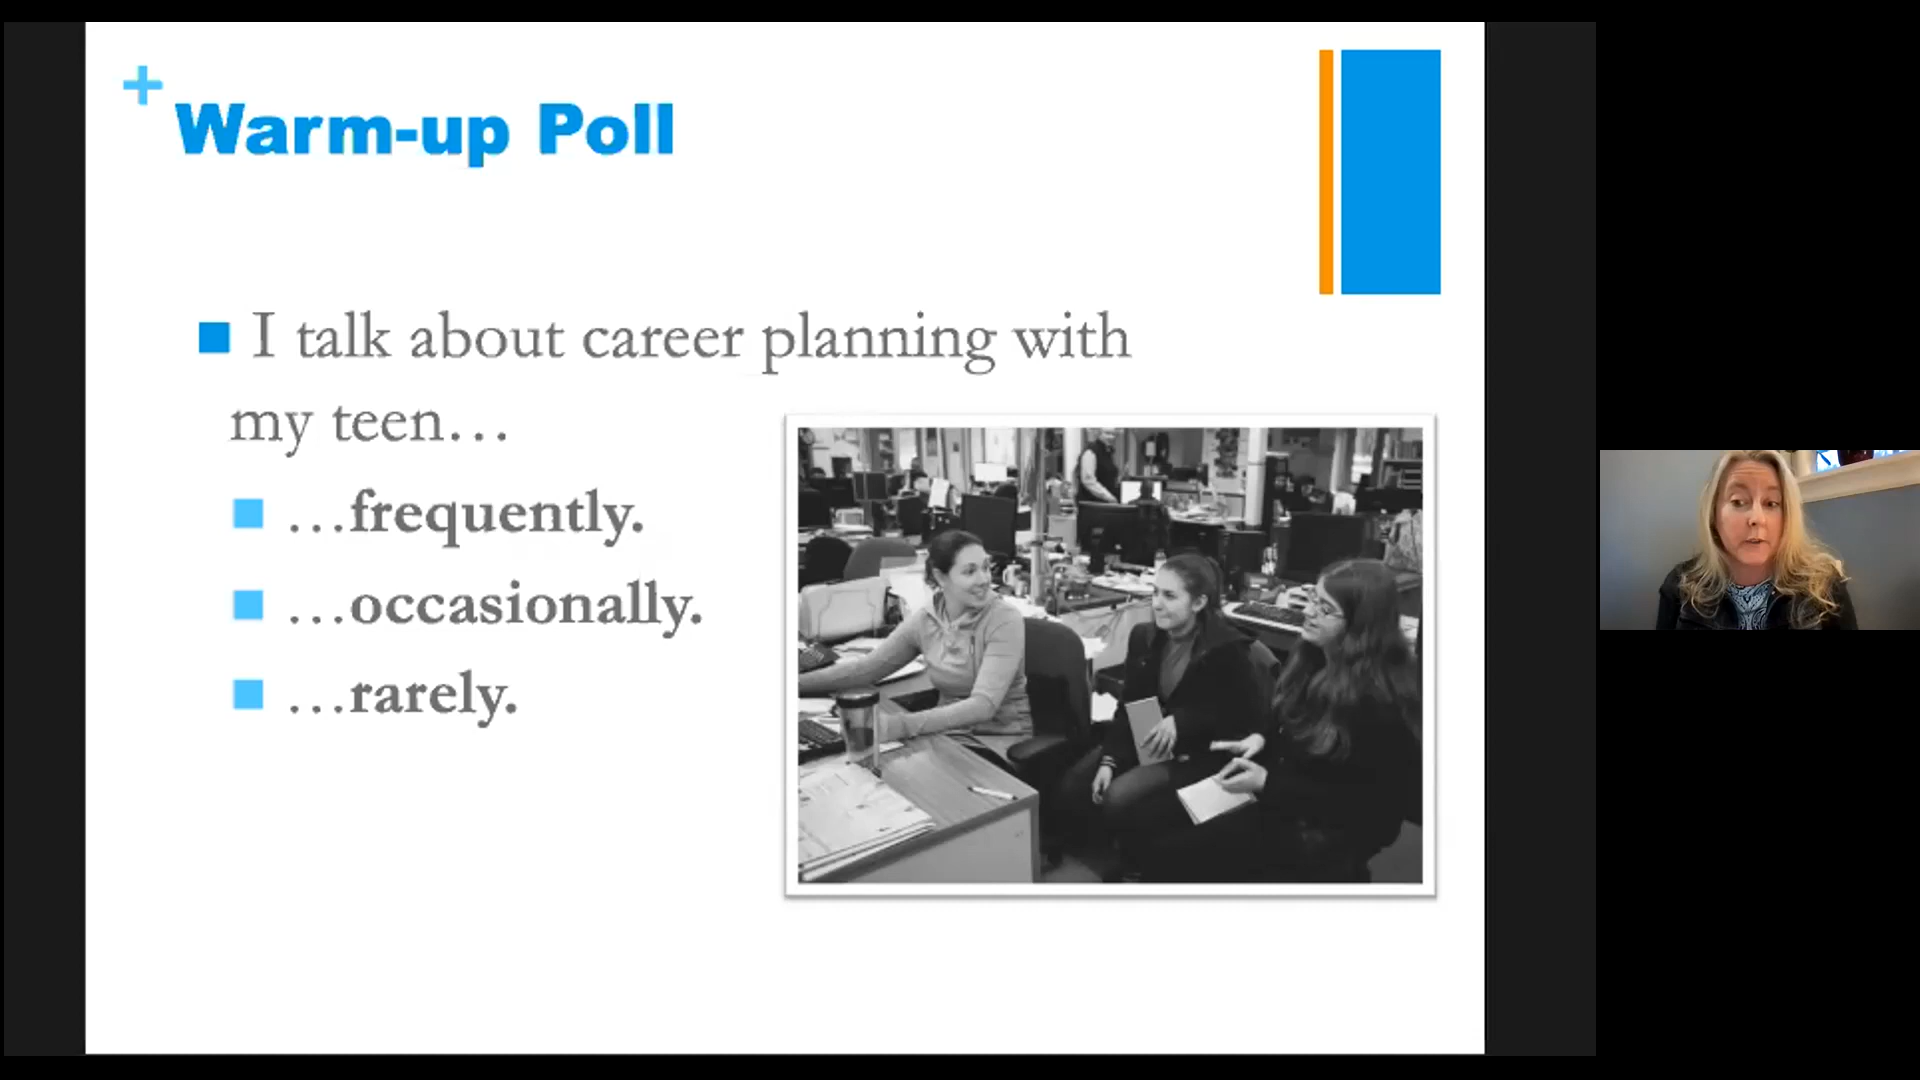 +
Warm-up Poll
I talk about career planning with
my teen…
…frequently.
…occasionally.
…rarely.